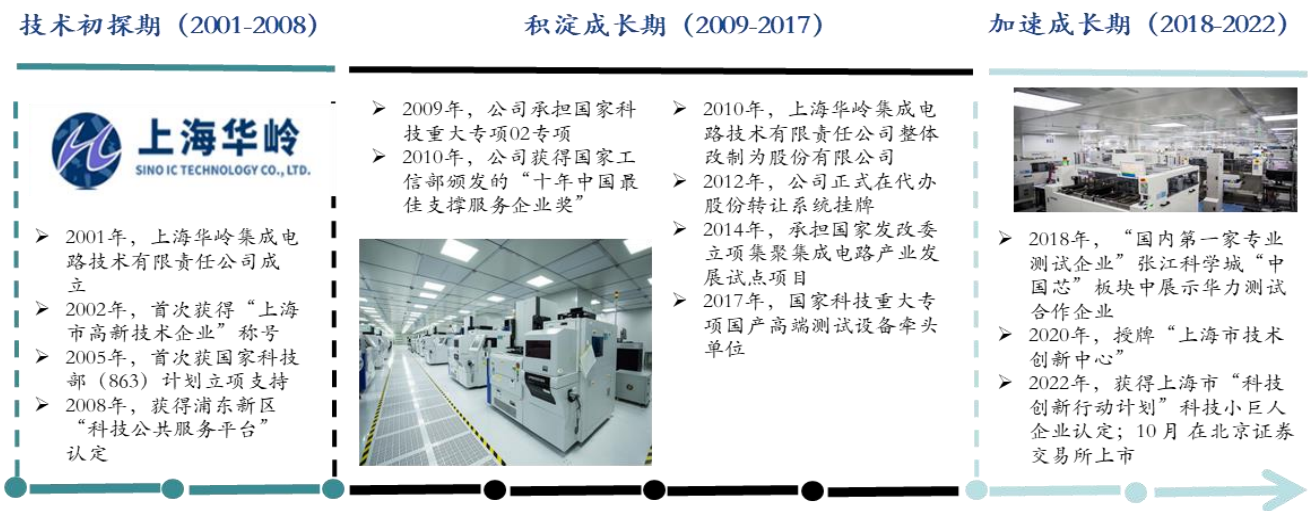 技术初探期（2001-2008）
上海华岭
SINO IC TECHNOLOGY CO., LTD.
➢ 2001年，上海华岭集成电
路技术有限责任公司成
立
➢ 2002年，首次获得“上海
市高新技术企业”称号
➢ 2005年，首次获国家科技
部（863）计划立项支持
➢ 2008年，获得浦东新区
“科技公共服务平台”
认定
积淀成长期（2009-2017）
➢ 2009年，公司承担国家科
技重大专项02专项
➢ 2010年，公司获得国家工
信部颁发的“十年中国最
佳支撑服务企业奖”
➢ 2010年，上海华岭集成电
路技术有限责任公司整体
改制为股份有限公司
➢ 2012年，公司正式在代办
股份转让系统挂牌
➢ 2014年，承担国家发改委
立项集聚集成电路产业发
展试点项目
➢ 2017年，国家科技重大专
项国产高端测试设备牵头
单位
加速成长期（2018-2022）
➢ 2018年，“国内第一家专业
测试企业”张江科学城“中
国芯”板块中展示华力测试
合作企业
➢ 2020年，授牌“上海市技术
创新中心”
➢ 2022年，获得上海市“科技
创新行动计划”科技小巨人
企业认定；10月 在北京证券
交易所上市